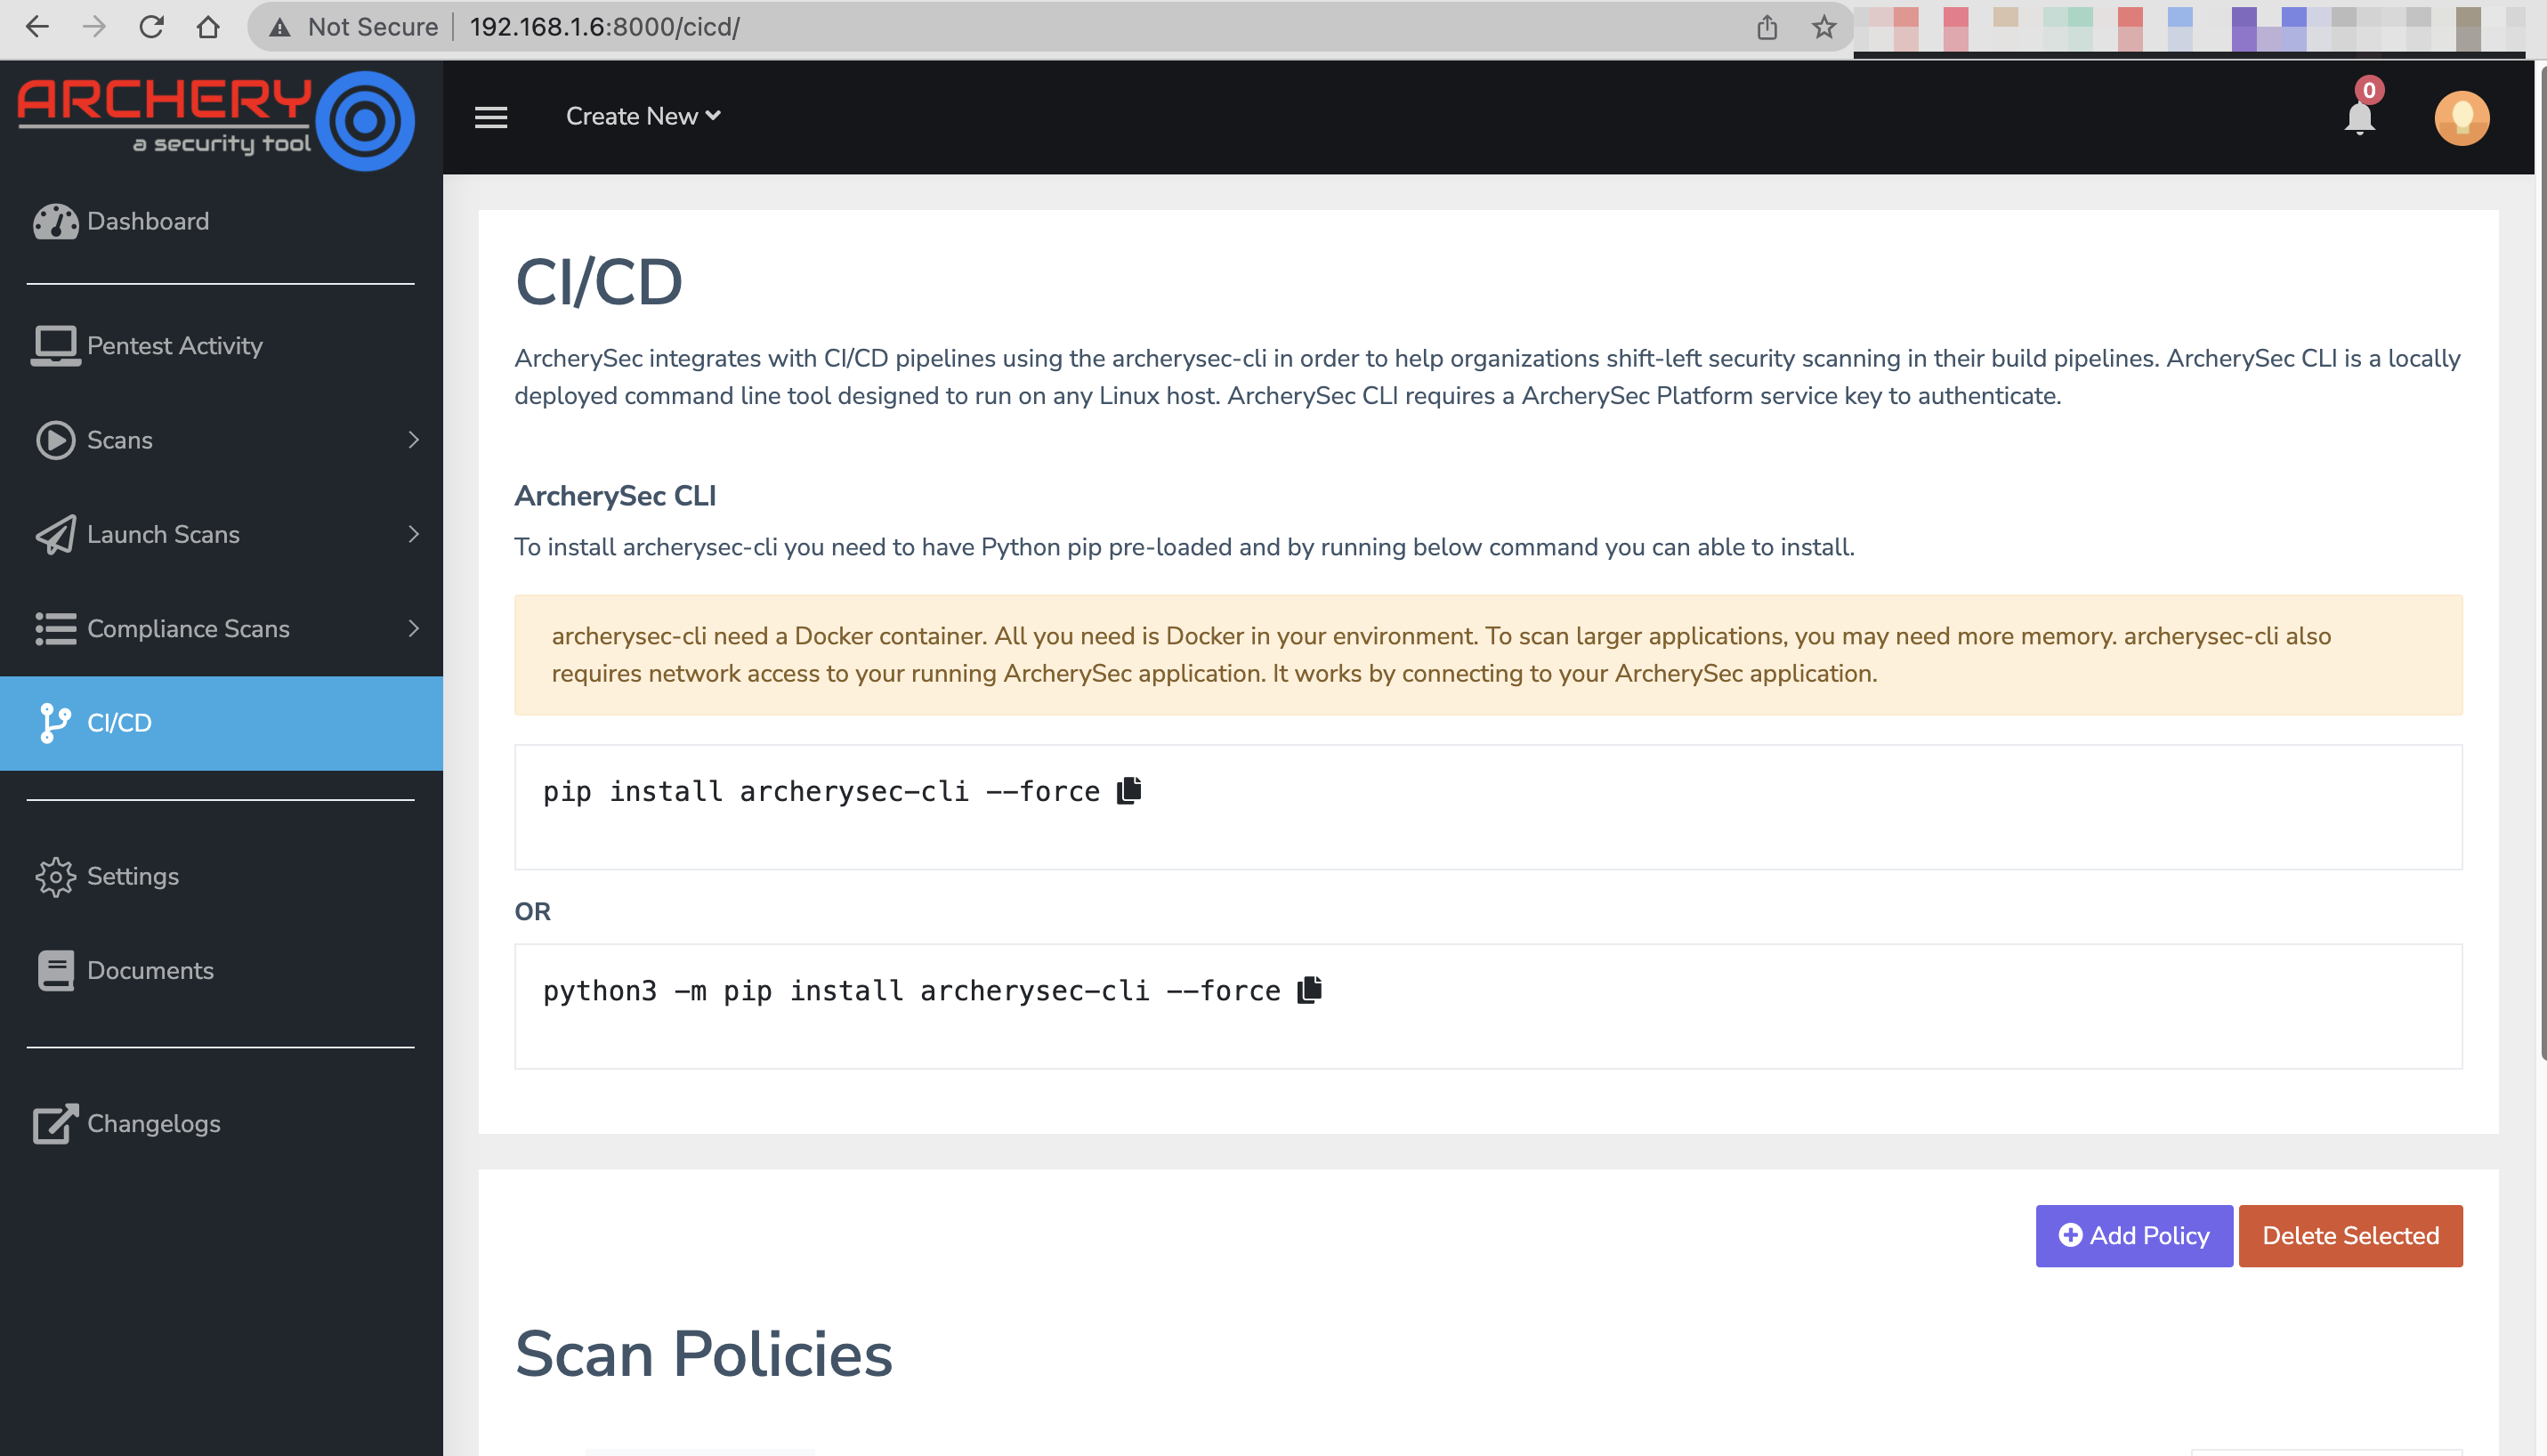 Not Secure
192.168.1.6:8000/cicd/
ARCHERY
a security tool
Create New
0
Dashboard
Pentest Activity
Scans
Launch Scans
Compliance Scans
CI/CD
Settings
Documents
Changelogs
CI/CD
ArcherySec integrates with CI/CD pipelines using the archerysec-cli in order to help organizations shift-left security scanning in their build pipelines. ArcherySec CLI is a locally
deployed command line tool designed to run on any Linux host. ArcherySec CLI requires a ArcherySec Platform service key to authenticate.
ArcherySec CLI
To install archerysec-cli you need to have Python pip pre-loaded and by running below command you can able to install.
archerysec-cli need a Docker container. All you need is Docker in your environment. To scan larger applications, you may need more memory. archerysec-cli also
requires network access to your running ArcherySec application. It works by connecting to your ArcherySec application.
pip install archerysec-cli --force
OR
python3 -m pip install archerysec-cli --force
Add Policy
Delete Selected
Scan Policies